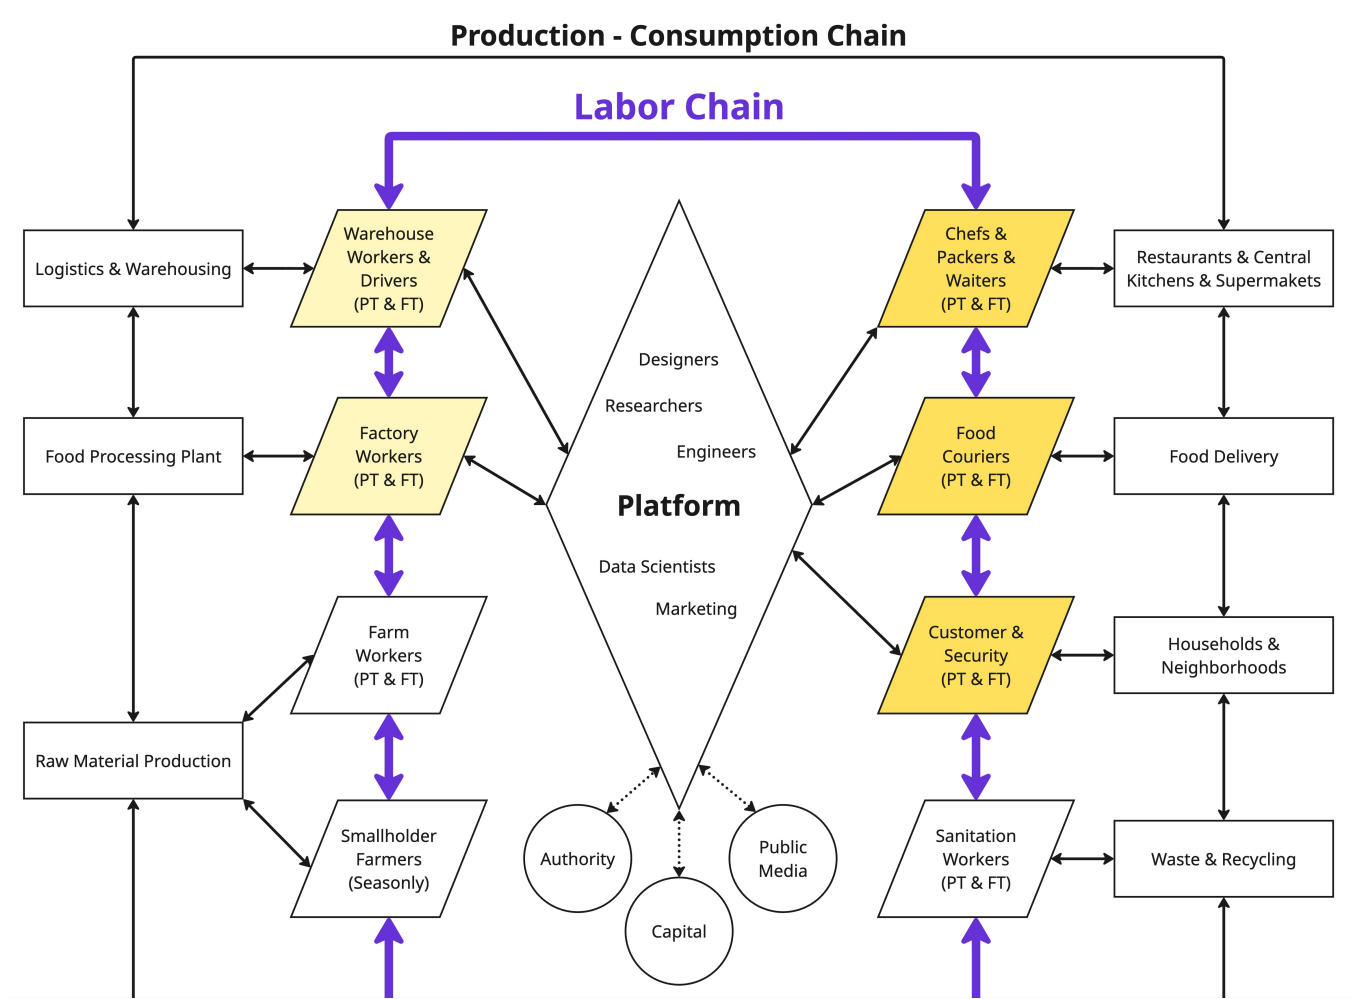 Production - Consumption Chain
Labor Chain
Logistics & Warehousing
Warehouse
Workers &
Drivers
(PT & FT)
Chefs &
Packers &
Waiters
(PT & FT)
Restaurants & Central
Kitchens & Supermakets
Designers
Researchers
Engineers
Platform
Data Scientists
Marketing
Food Processing Plant
Factory
Workers
(PT & FT)
Food
Couriers
(PT & FT)
Food Delivery
Farm
Workers
(PT & FT)
Customer &
Security
(PT & FT)
Households &
Neighborhoods
Raw Material Production
Smallholder
Farmers
(Seasonly)
Authority
Capital
Public
Media
Sanitation
Workers
(PT & FT)
Waste & Recycling